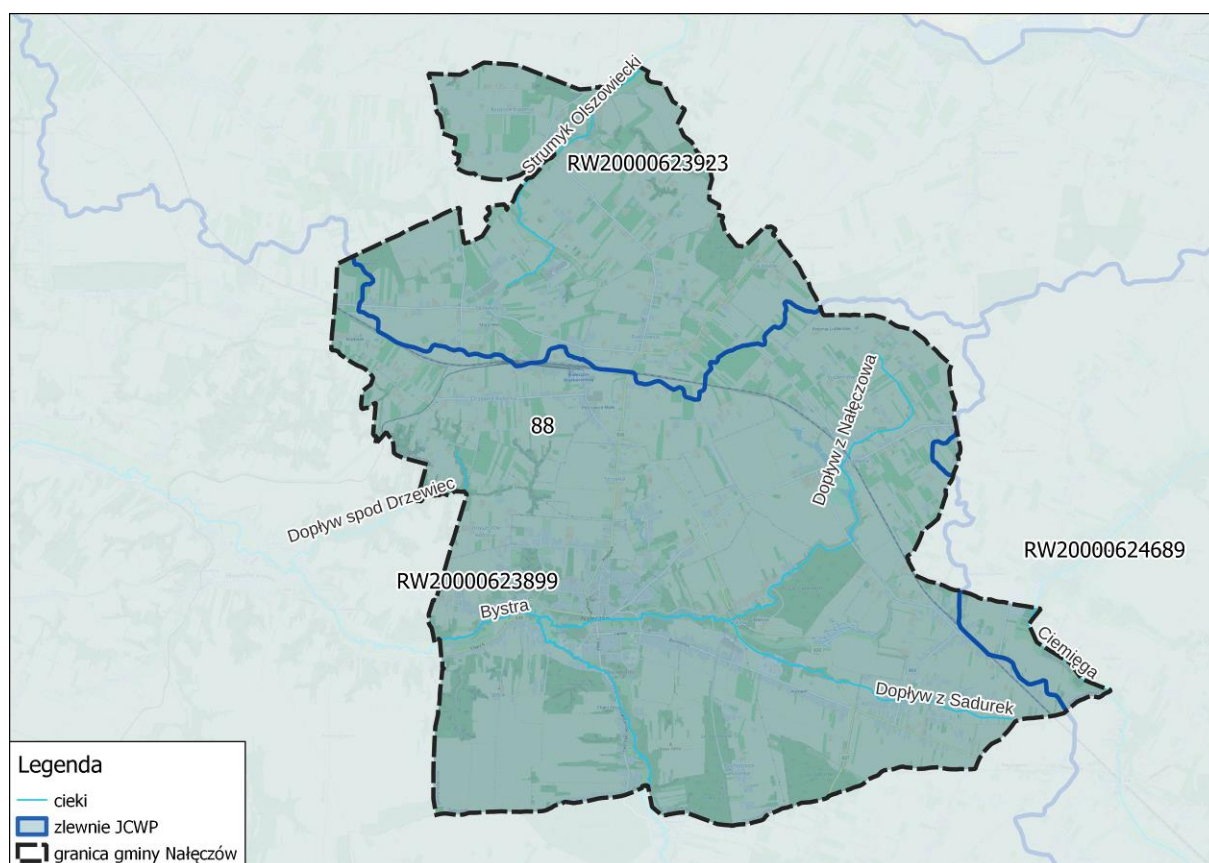 Strumyk Olszowiecki
RW20000623923
88
Dopływ z Nałęczowa
Dopływ spod Drzewiec
RW20000624689
RW20000623899
Bystra
Ciemięga
Dopływ z Sadurek
Legenda
cieki
zlewnie JCWP
granica gminy Nałęczów